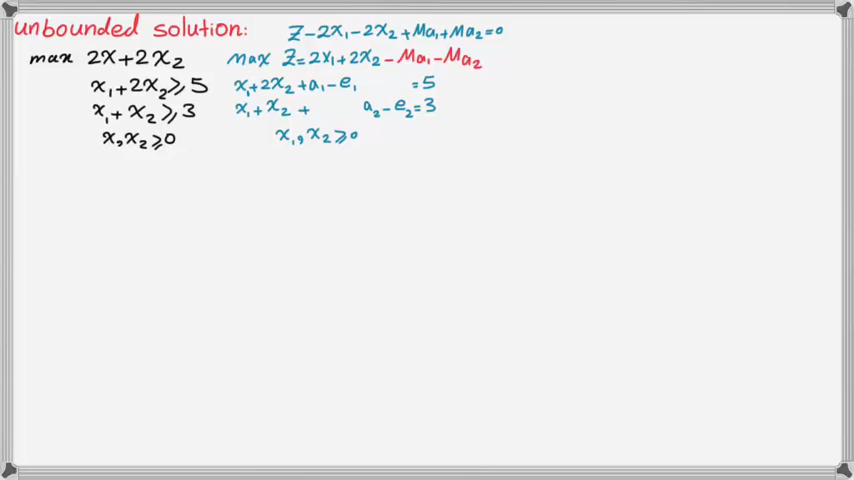 unbounded solution:
Z-2x₁-2x₂+Ma₁+Ma₂=0
max 2x+2x₂
max Z=2x₁+2x₂-Ma₁-Ma₂
x₁+2x₂⩾5
x₁+2x₂+a₁-e₁ =5
x₁+x₂⩾3
x₁+x₂+ a₂-e₂=3
x,x₂⩾0
x₁,x₂⩾0